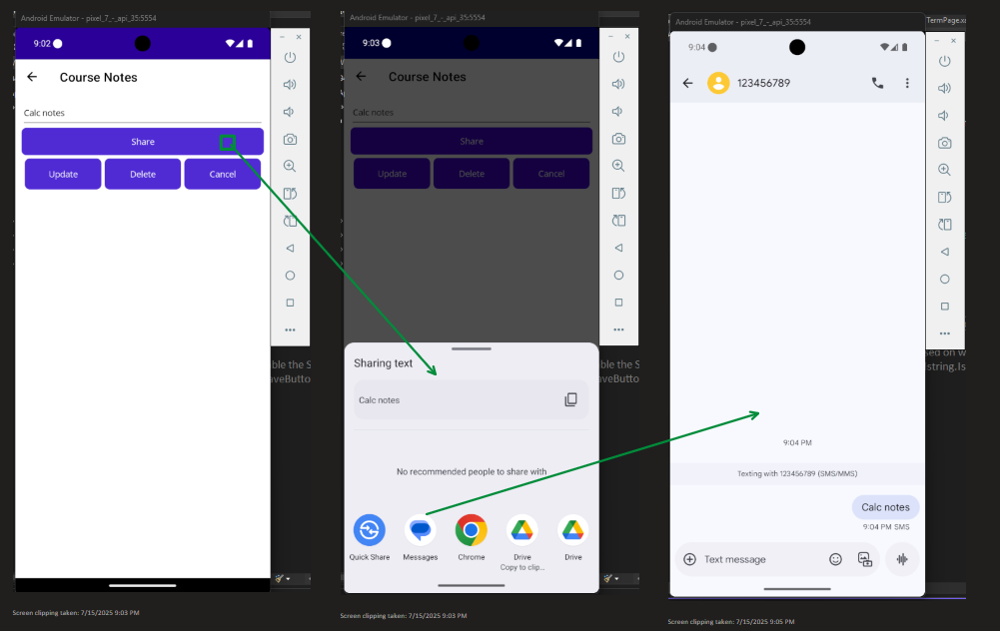 Android Emulator - pixel_7_-_api_35:5554
9:02
Course Notes
Calc notes
Share
Update
Delete
Cancel
Screen clipping taken: 7/15/2025 9:03 PM
Android Emulator - pixel_7_-_api_35:5554
9:03
Course Notes
Calc notes
Share
Update
Delete
Cancel
ble the S
aveButto
Sharing text
Calc notes
No recommended people to share with
Quick Share
Messages
Chrome
Drive
Copy to clip...
Drive
ble the S
aveButto
Screen clipping taken: 7/15/2025 9:03 PM
Android Emulator - pixel_7_-_api_35:5554
TermPage.x
9:04
123456789
sed on w
string.Is
9:04 PM
Texting with 123456789 (SMS/MMS)
Calc notes
9:04 PM SMS
Text message
Screen clipping taken: 7/15/2025 9:05 PM